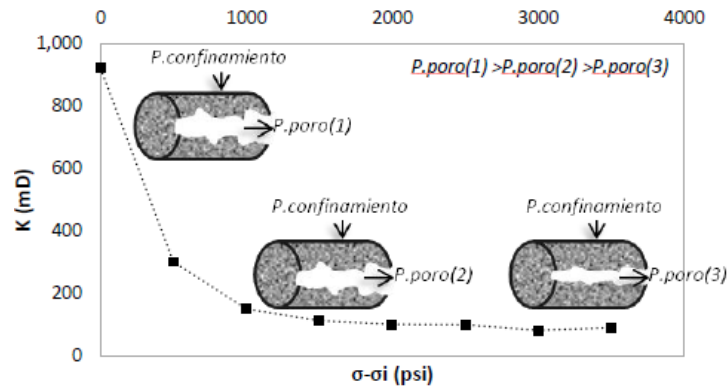 0 1000 2000 3000 4000
1,000
P.confinamiento
P.poro(1) >P.poro(2) >P.poro(3)
800
P.poro(1)
600
K (mD)
400
P.confinamiento P.confinamiento
P.poro(2) P.poro(3)
200
0
σ-σi (psi)